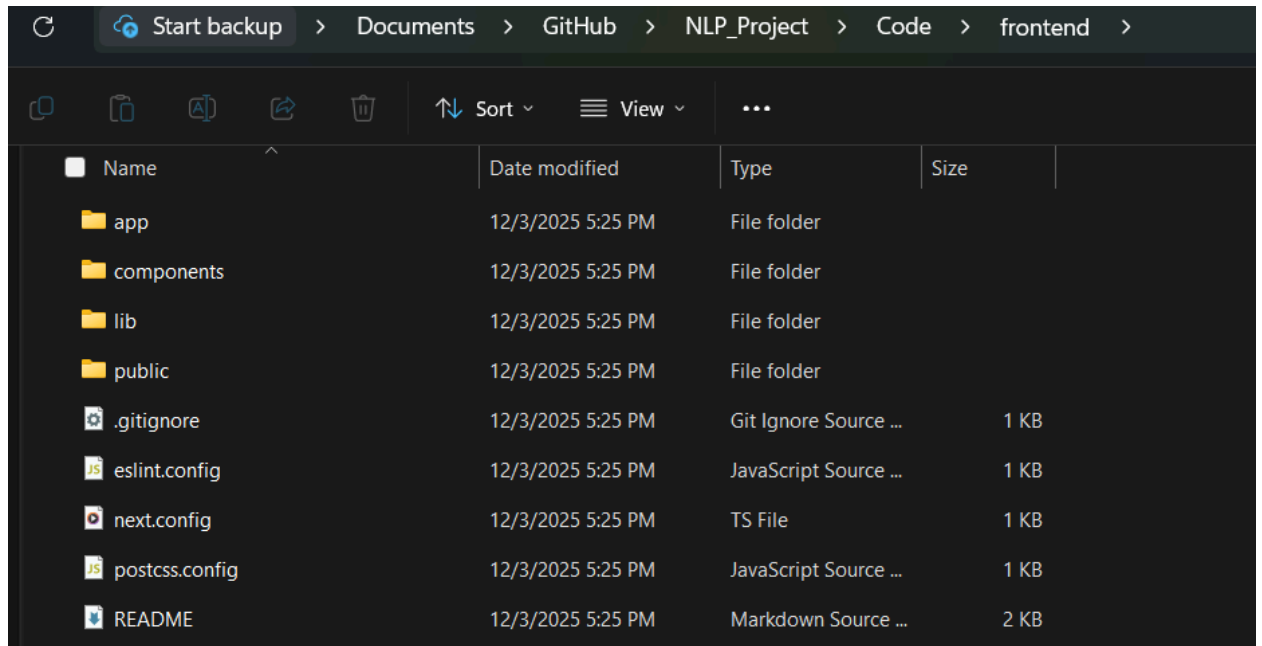 Start backup > Documents > GitHub > NLP_Project > Code > frontend >
Sort View ...
Name Date modified Type Size
app 12/3/2025 5:25 PM File folder
components 12/3/2025 5:25 PM File folder
lib 12/3/2025 5:25 PM File folder
public 12/3/2025 5:25 PM File folder
.gitignore 12/3/2025 5:25 PM Git Ignore Source ... 1 KB
eslint.config 12/3/2025 5:25 PM JavaScript Source ... 1 KB
next.config 12/3/2025 5:25 PM TS File 1 KB
postcss.config 12/3/2025 5:25 PM JavaScript Source ... 1 KB
README 12/3/2025 5:25 PM Markdown Source ... 2 KB